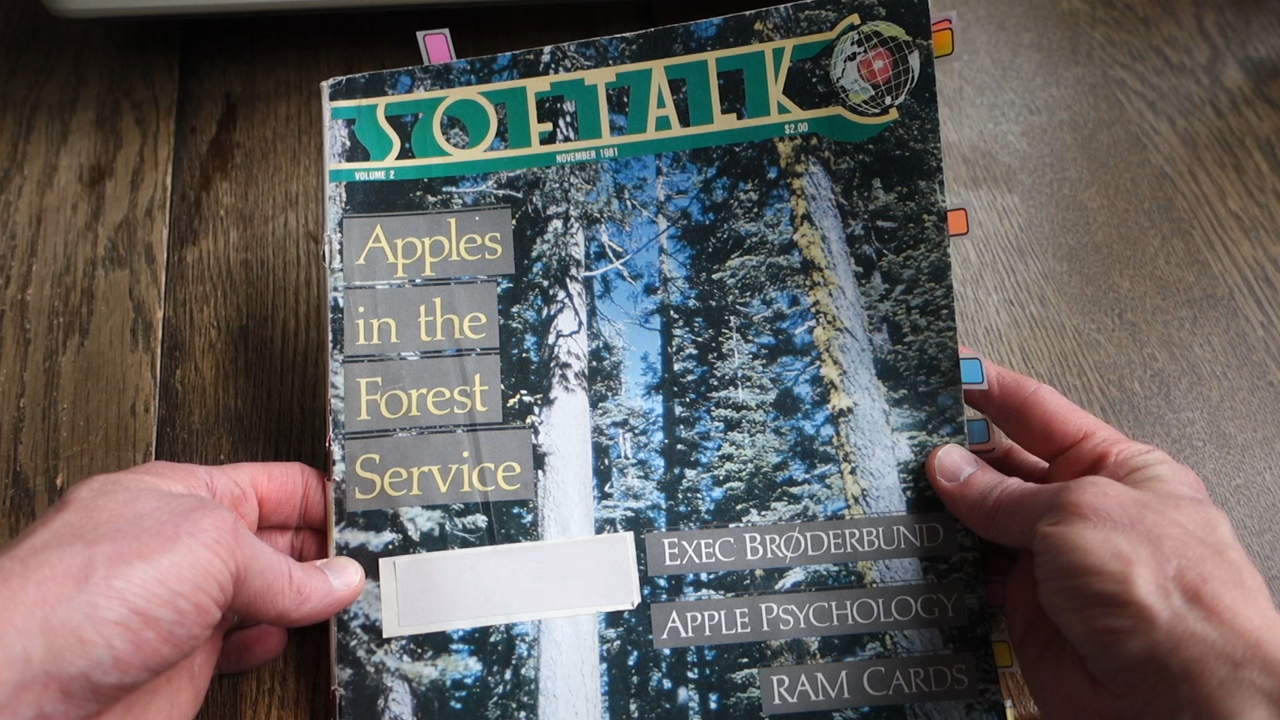 SOFTALK
$2.00
NOVEMBER 1981
VOLUME 2
Apples
in the
Forest
Service
EXEC BRØDERBUND
APPLE PSYCHOLOGY
RAM CARDS